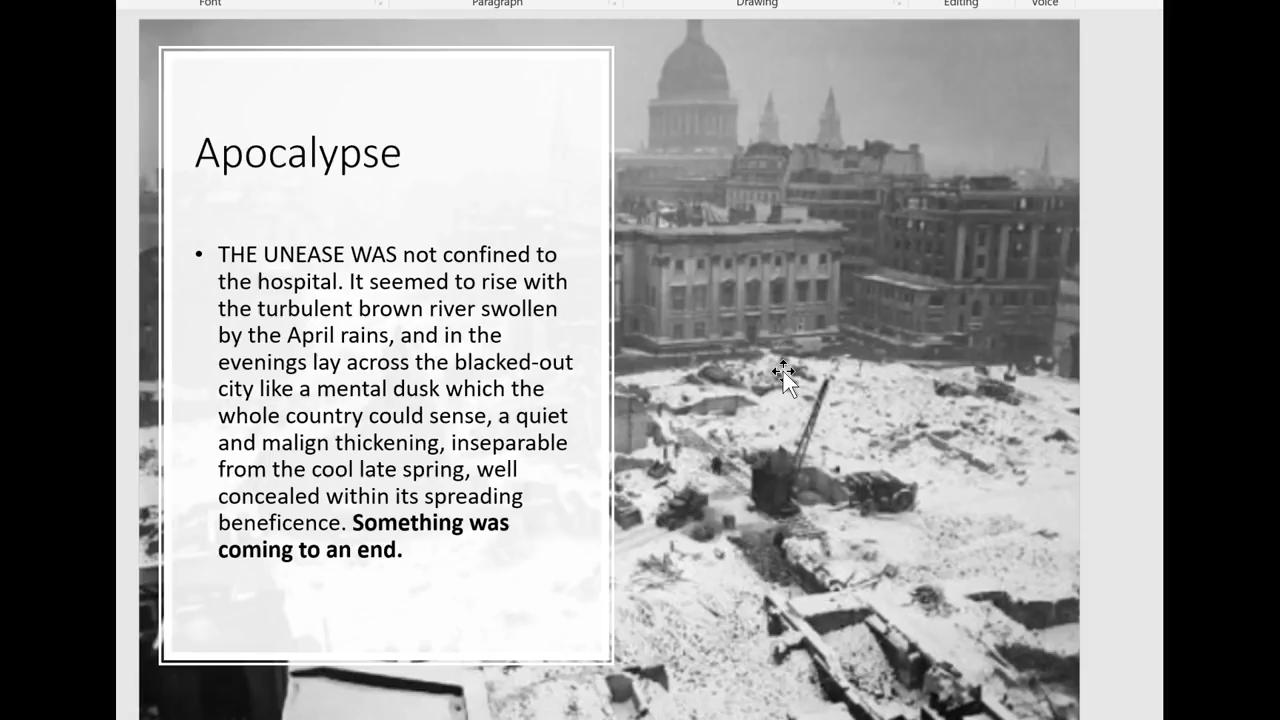 Font Paragraph Drawing Editing Voice
Apocalypse
• THE UNEASE WAS not confined to
the hospital. It seemed to rise with
the turbulent brown river swollen
by the April rains, and in the
evenings lay across the blacked-out
city like a mental dusk which the
whole country could sense, a quiet
and malign thickening, inseparable
from the cool late spring, well
concealed within its spreading
beneficence. Something was
coming to an end.